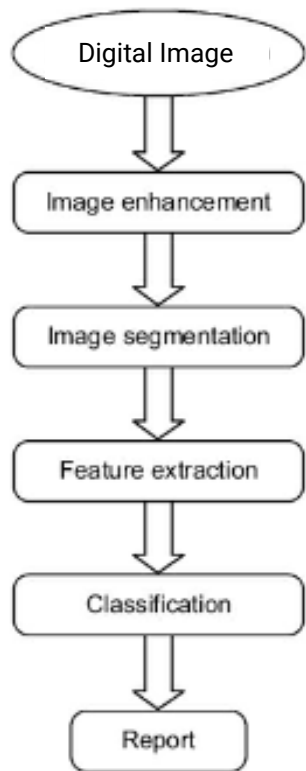 Digital Image
Image enhancement
Image segmentation
Feature extraction
Classification
Report